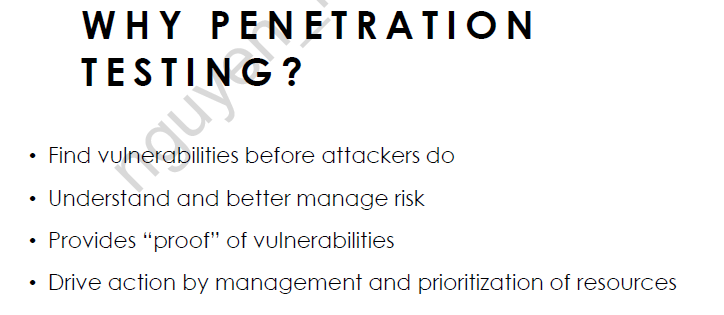 WHY PENETRATION
TESTING?
• Find vulnerabilities before attackers do
• Understand and better manage risk
• Provides “proof” of vulnerabilities
• Drive action by management and prioritization of resources
nguyen_